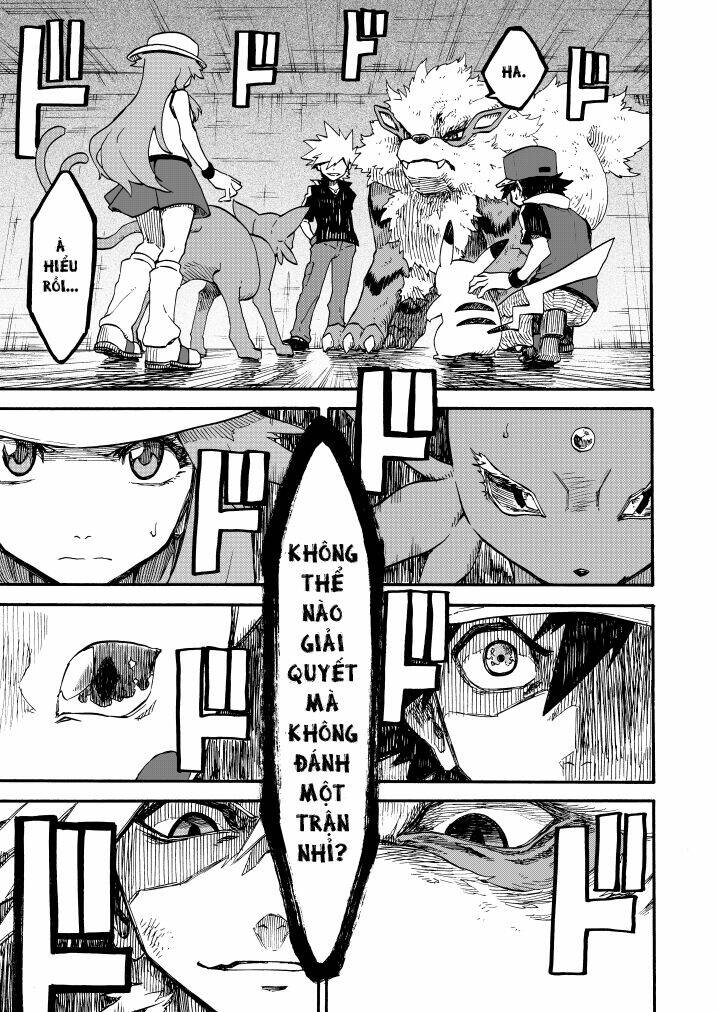 HA.
À
HIỂU
RỒI...
KHÔNG
THỂ
NÀO
GIẢI
QUYẾT
MÀ
KHÔNG
ĐÁNH
MỘT
TRẬN
NHỈ?
ド
ド
ド
ド
ド
ド
ド
ド
ド
ド